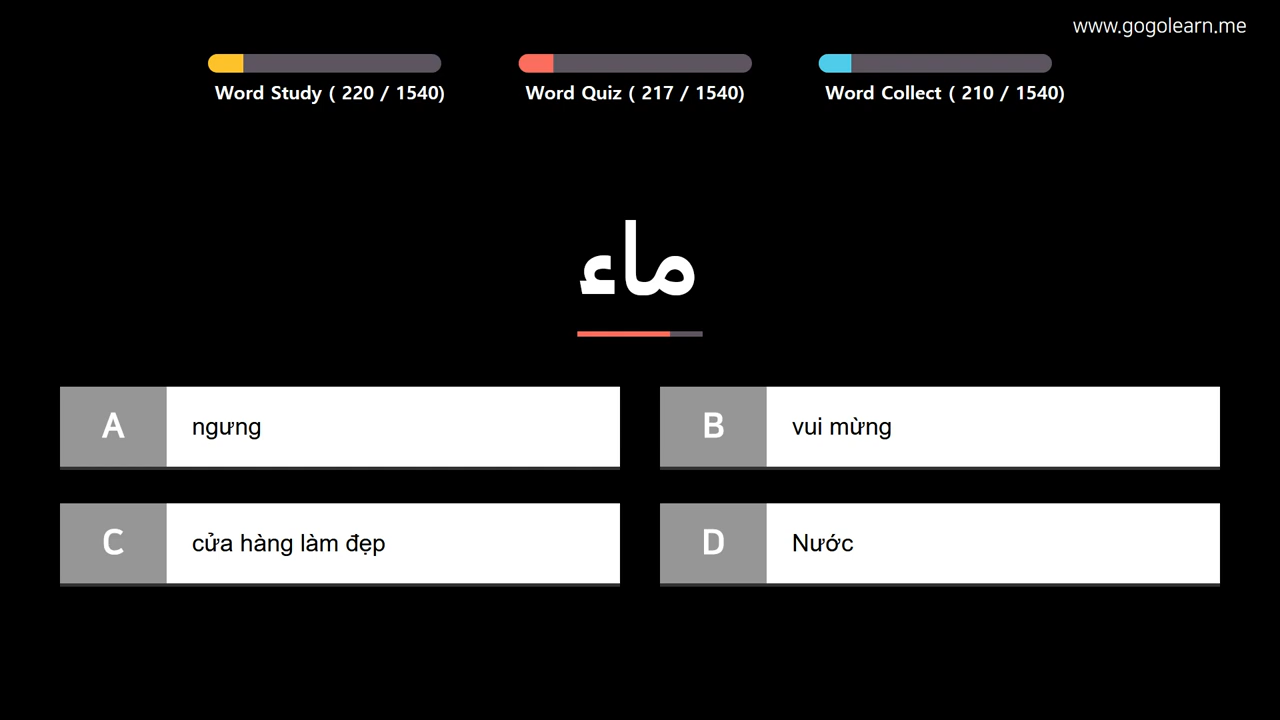 www.gogolearn.me
Word Study ( 220 / 1540)
Word Quiz ( 217 / 1540)
Word Collect ( 210 / 1540)
ماء
A ngưng
B vui mừng
C cửa hàng làm đẹp
D Nước